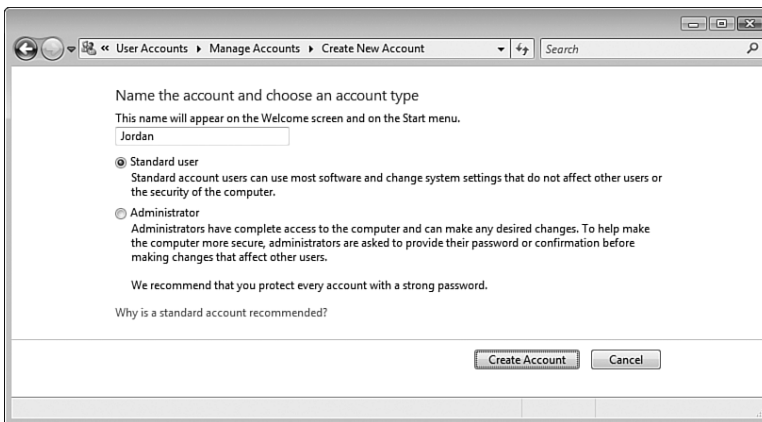 « User Accounts ▸ Manage Accounts ▸ Create New Account Search
Name the account and choose an account type
This name will appear on the Welcome screen and on the Start menu.
Jordan
Standard user
Standard account users can use most software and change system settings that do not affect other users or
the security of the computer.
Administrator
Administrators have complete access to the computer and can make any desired changes. To help make
the computer more secure, administrators are asked to provide their password or confirmation before
making changes that affect other users.
We recommend that you protect every account with a strong password.
Why is a standard account recommended?
Create Account Cancel